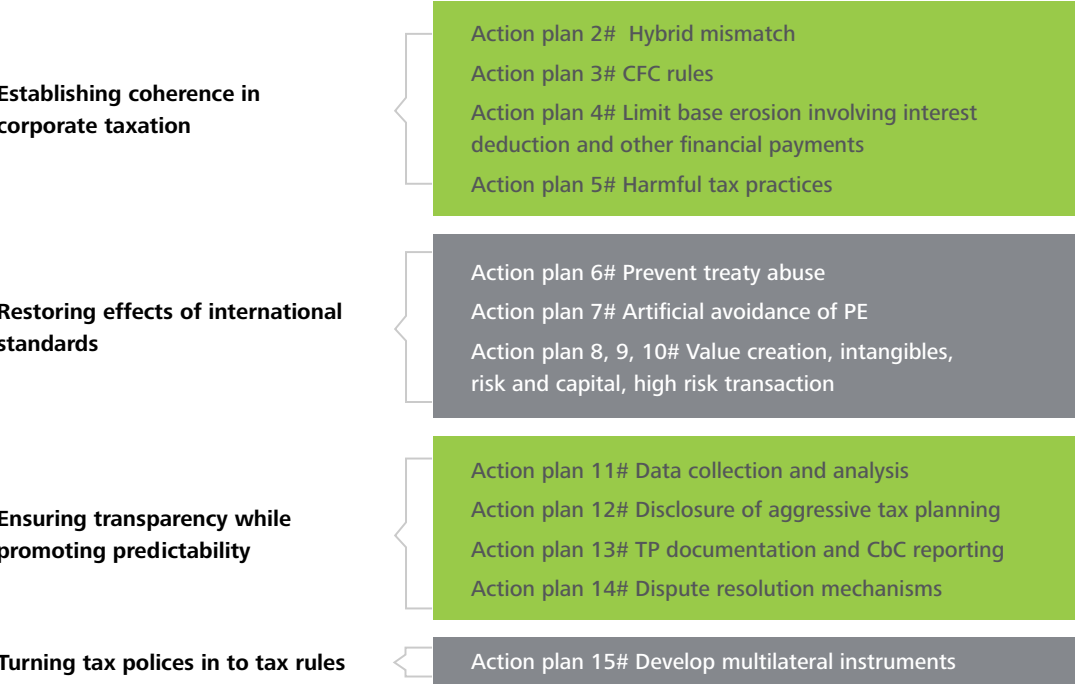 Establishing coherence in
corporate taxation
Action plan 2# Hybrid mismatch
Action plan 3# CFC rules
Action plan 4# Limit base erosion involving interest
deduction and other financial payments
Action plan 5# Harmful tax practices
Restoring effects of international
standards
Action plan 6# Prevent treaty abuse
Action plan 7# Artificial avoidance of PE
Action plan 8, 9, 10# Value creation, intangibles,
risk and capital, high risk transaction
Ensuring transparency while
promoting predictability
Action plan 11# Data collection and analysis
Action plan 12# Disclosure of aggressive tax planning
Action plan 13# TP documentation and CbC reporting
Action plan 14# Dispute resolution mechanisms
Turning tax polices in to tax rules
Action plan 15# Develop multilateral instruments